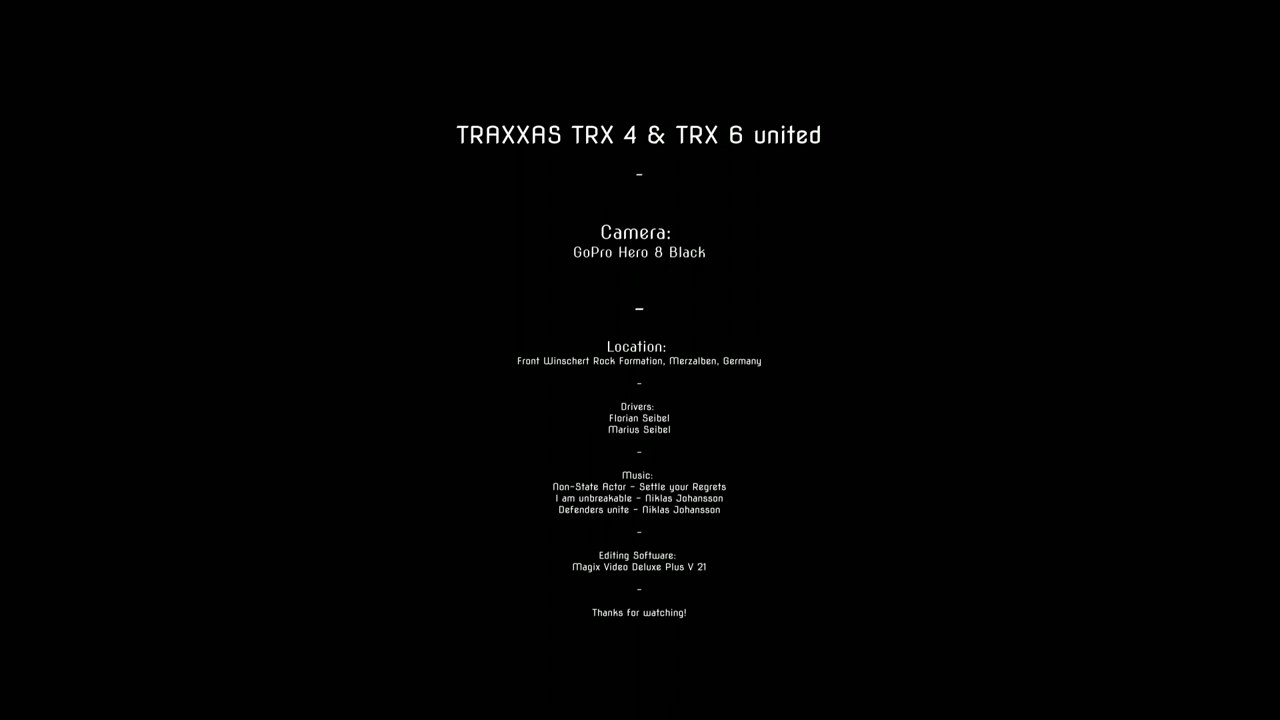 TRAXXAS TRX 4 & TRX 6 united
-
Camera:
GoPro Hero 8 Black
-
Location:
Front Winschert Rock Formation, Merzalben, Germany
-
Drivers:
Florian Seibel
Marius Seibel
-
Music:
Non-State Actor - Settle your Regrets
I am unbreakable - Niklas Johansson
Defenders unite - Niklas Johansson
-
Editing Software:
Magix Video Deluxe Plus V 21
-
Thanks for watching!